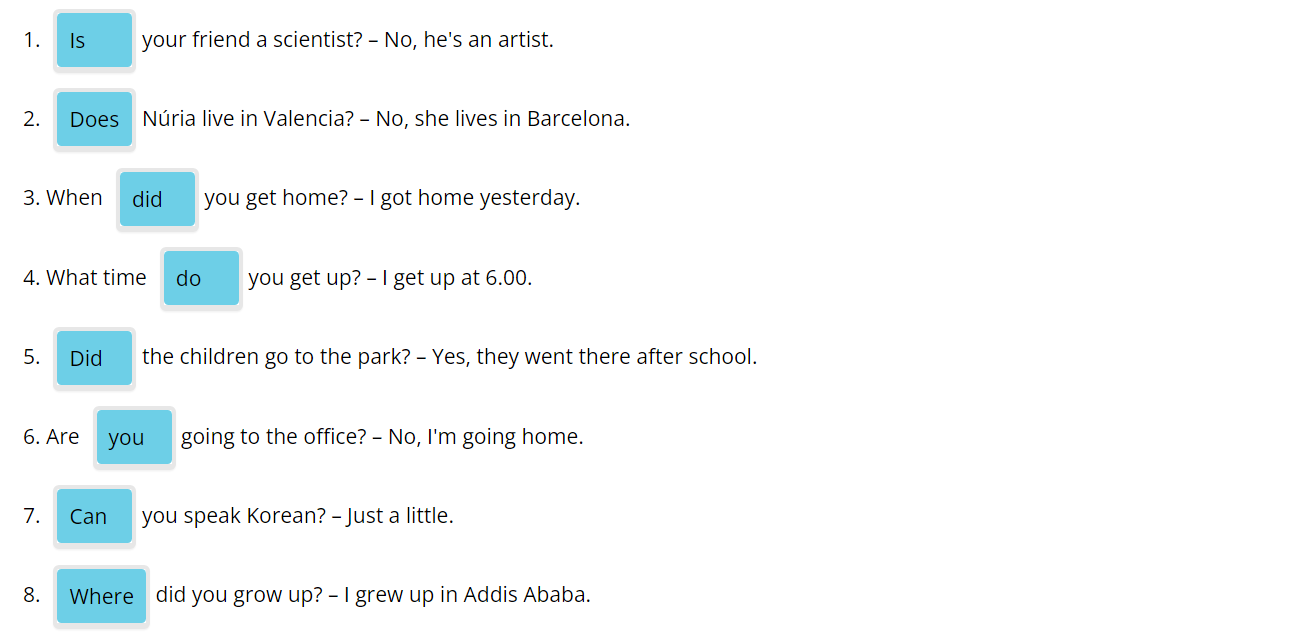 1. Is your friend a scientist? – No, he's an artist.
2. Does Núria live in Valencia? – No, she lives in Barcelona.
3. When did you get home? – I got home yesterday.
4. What time do you get up? – I get up at 6.00.
5. Did the children go to the park? – Yes, they went there after school.
6. Are you going to the office? – No, I'm going home.
7. Can you speak Korean? – Just a little.
8. Where did you grow up? – I grew up in Addis Ababa.